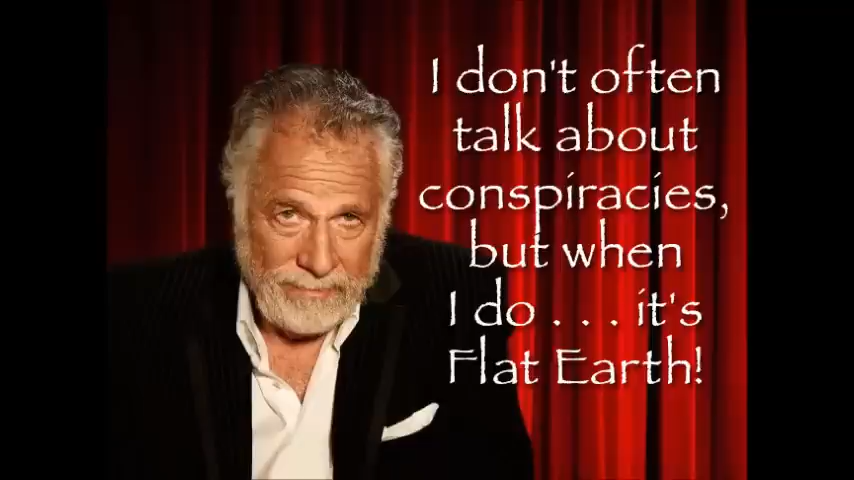 I don't often
talk about
conspiracies,
but when
I do . . . it's
Flat Earth!